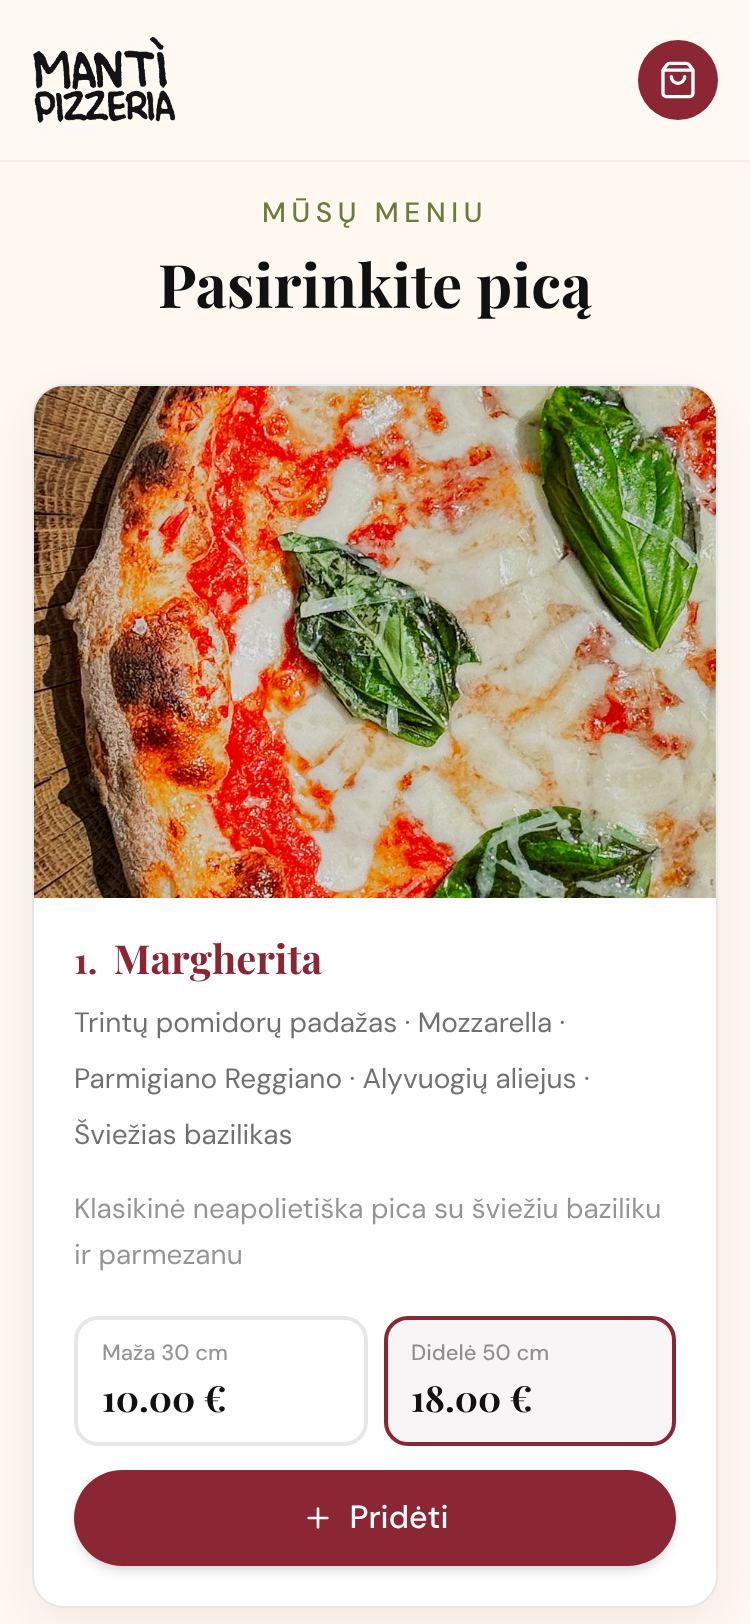 MANTÌ
PIZZERIA
MŪSŲ MENIU
Pasirinkite picą
1. Margherita
Trintų pomidorų padažas · Mozzarella ·
Parmigiano Reggiano · Alyvuogių aliejus ·
Šviežias bazilikas
Klasikinė neapolietiška pica su šviežiu baziliku
ir parmezanu
Maža 30 cm
10.00 €
Didelė 50 cm
18.00 €
+ Pridėti